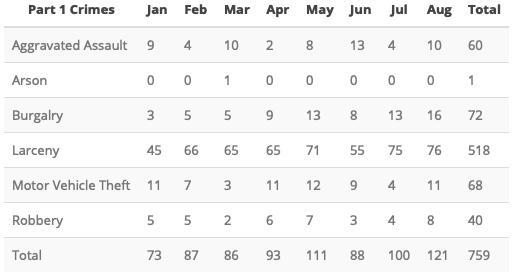 Part 1 Crimes Jan Feb Mar Apr May Jun Jul Aug Total
Aggravated Assault 9 4 10 2 8 13 4 10 60
Arson 0 0 1 0 0 0 0 0 1
Burgalry 3 5 5 9 13 8 13 16 72
Larceny 45 66 65 65 71 55 75 76 518
Motor Vehicle Theft 11 7 3 11 12 9 4 11 68
Robbery 5 5 2 6 7 3 4 8 40
Total 73 87 86 93 111 88 100 121 759